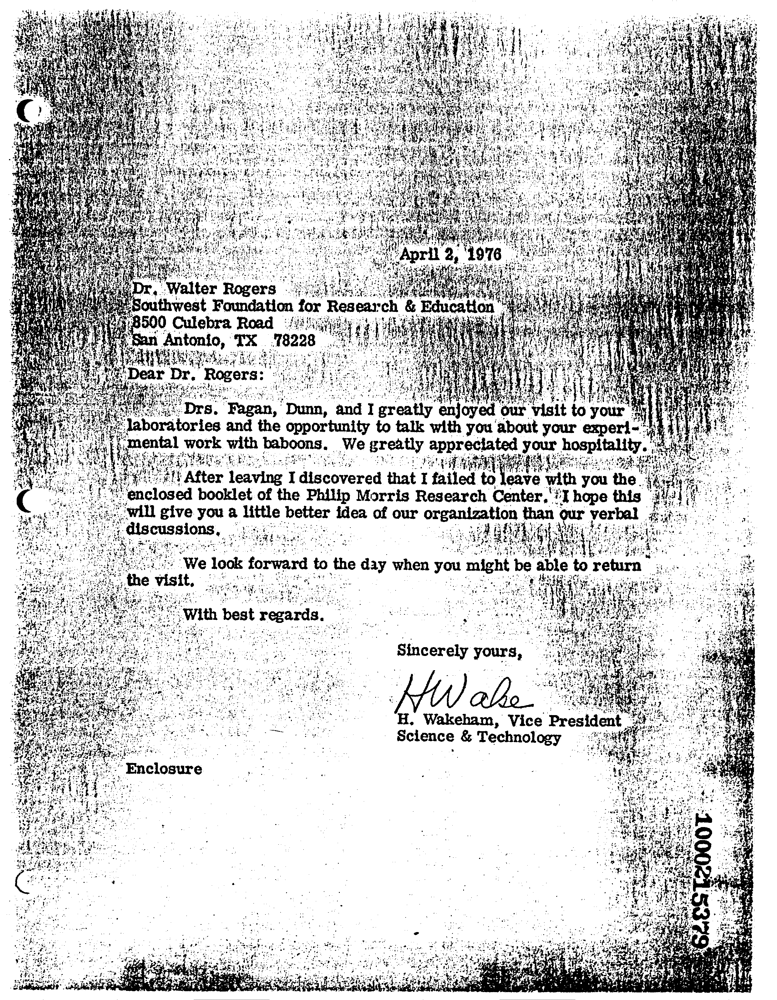 April 2, 1976
Dr. Walter Rogers
Southwest Foundation for Research & Education
8500 Culebra Road
San Antonio, TX 78228
Dear Dr. Rogers:
Drs. Fagan, Dunn, and I greatly enjoyed our visit to your
laboratories and the opportunity to talk with you about your experi-
mental work with baboons. We greatly appreciated your hospitality.
After leaving I discovered that I failed to leave with you the
enclosed booklet of the Philip Morris Research Center. I hope this
will give you a little better idea of our organization than our verbal
discussions.
We look forward to the day when you might be able to return
the visit.
With best regards.
Sincerely yours,
HWake
H. Wakeham, Vice President
Science & Technology
Enclosure
1000215379